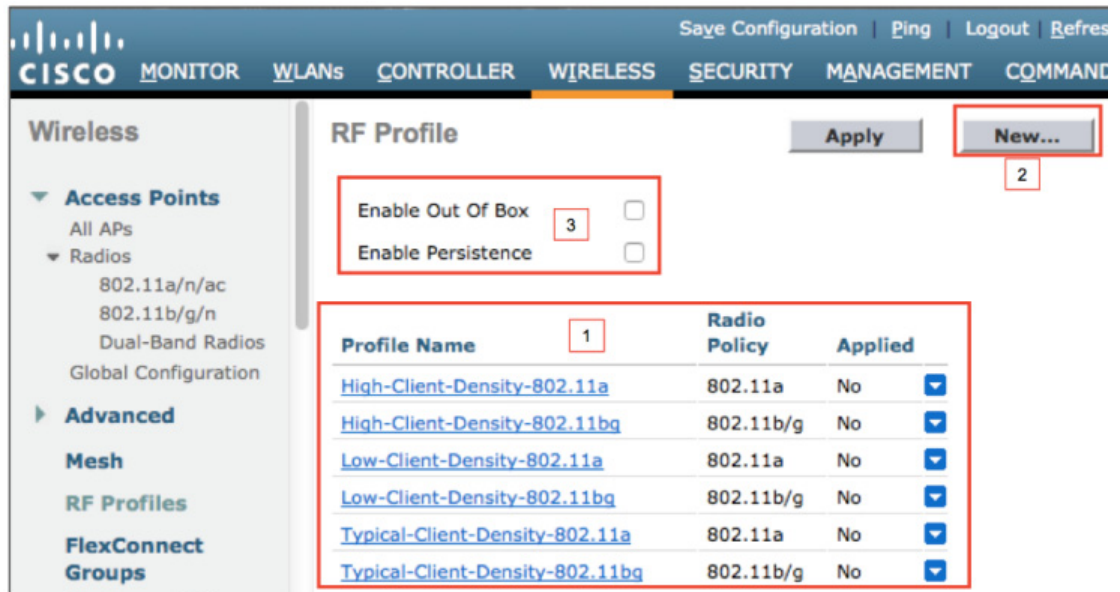 Save Configuration | Ping | Logout | Refres
CISCO MONITOR WLANs CONTROLLER WIRELESS SECURITY MANAGEMENT COMMAND
Wireless
Access Points
All APs
Radios
802.11a/n/ac
802.11b/g/n
Dual-Band Radios
Global Configuration
Advanced
Mesh
RF Profiles
FlexConnect
Groups
RF Profile
Apply
New...
2
Enable Out Of Box
3
Enable Persistence
1
Profile Name Radio Policy Applied
High-Client-Density-802.11a 802.11a No
High-Client-Density-802.11bg 802.11b/g No
Low-Client-Density-802.11a 802.11a No
Low-Client-Density-802.11bg 802.11b/g No
Typical-Client-Density-802.11a 802.11a No
Typical-Client-Density-802.11bg 802.11b/g No